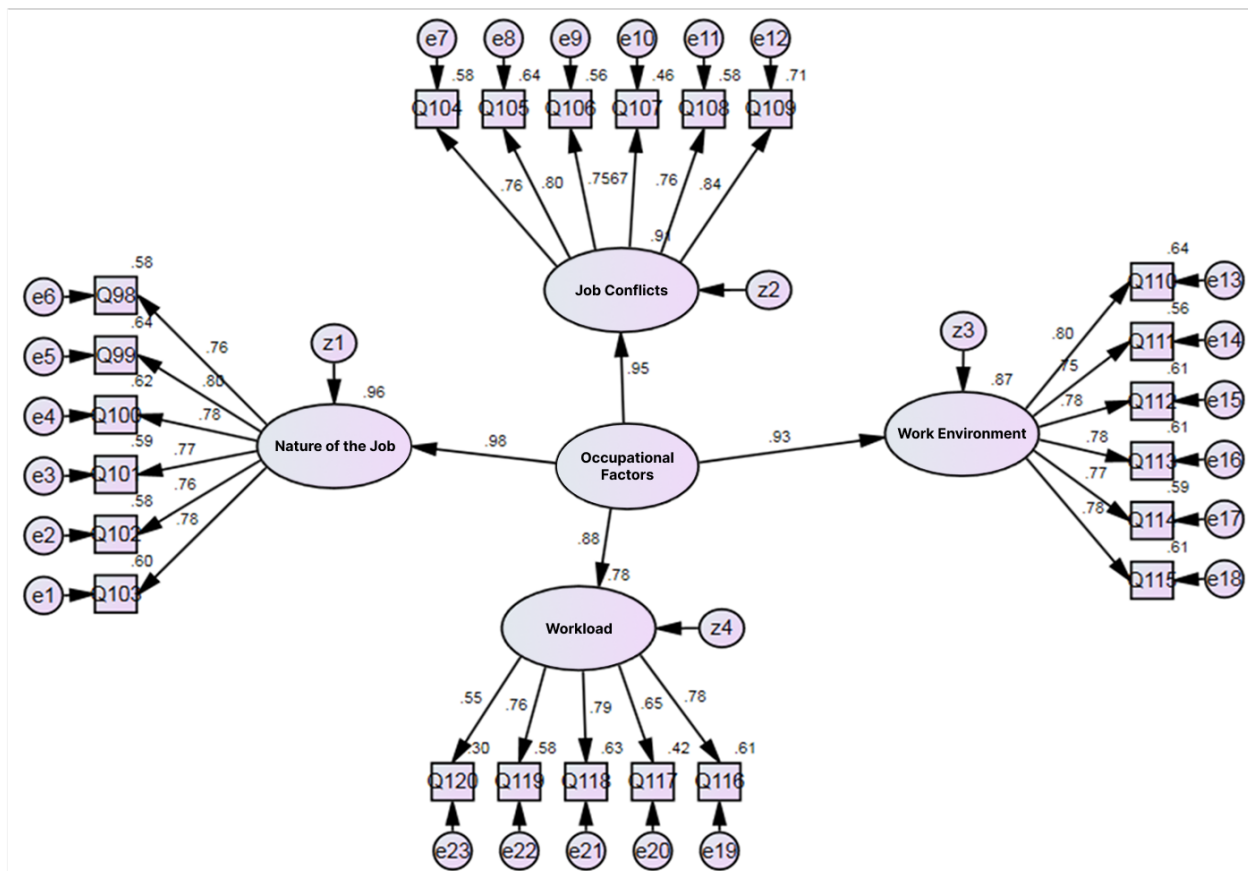 e7 e8 e9 e10 e11 e12
.58 .64 .56 .46 .58 .71
Q104 Q105 Q106 Q107 Q108 Q109
.76 .80 .75 .67 .76 .84
.91
Job Conflicts
z2
.95
.58
e6 Q98
.64
e5 Q99
.62
e4 Q100
.59
e3 Q101
.58
e2 Q102
.60
e1 Q103
.76
.80
.78
.77
.76
.78
z1
.96
Nature of the Job
.98
Occupational
Factors
.93
z3
.87
Work Environment
.80
.75
.78
.78
.77
.78
.64
Q110 e13
.56
Q111 e14
.61
Q112 e15
.61
Q113 e16
.59
Q114 e17
.61
Q115 e18
.88
.78
Workload
z4
.55 .76 .79 .65 .78
.30 .58 .63 .42 .61
Q120 Q119 Q118 Q117 Q116
e23 e22 e21 e20 e19